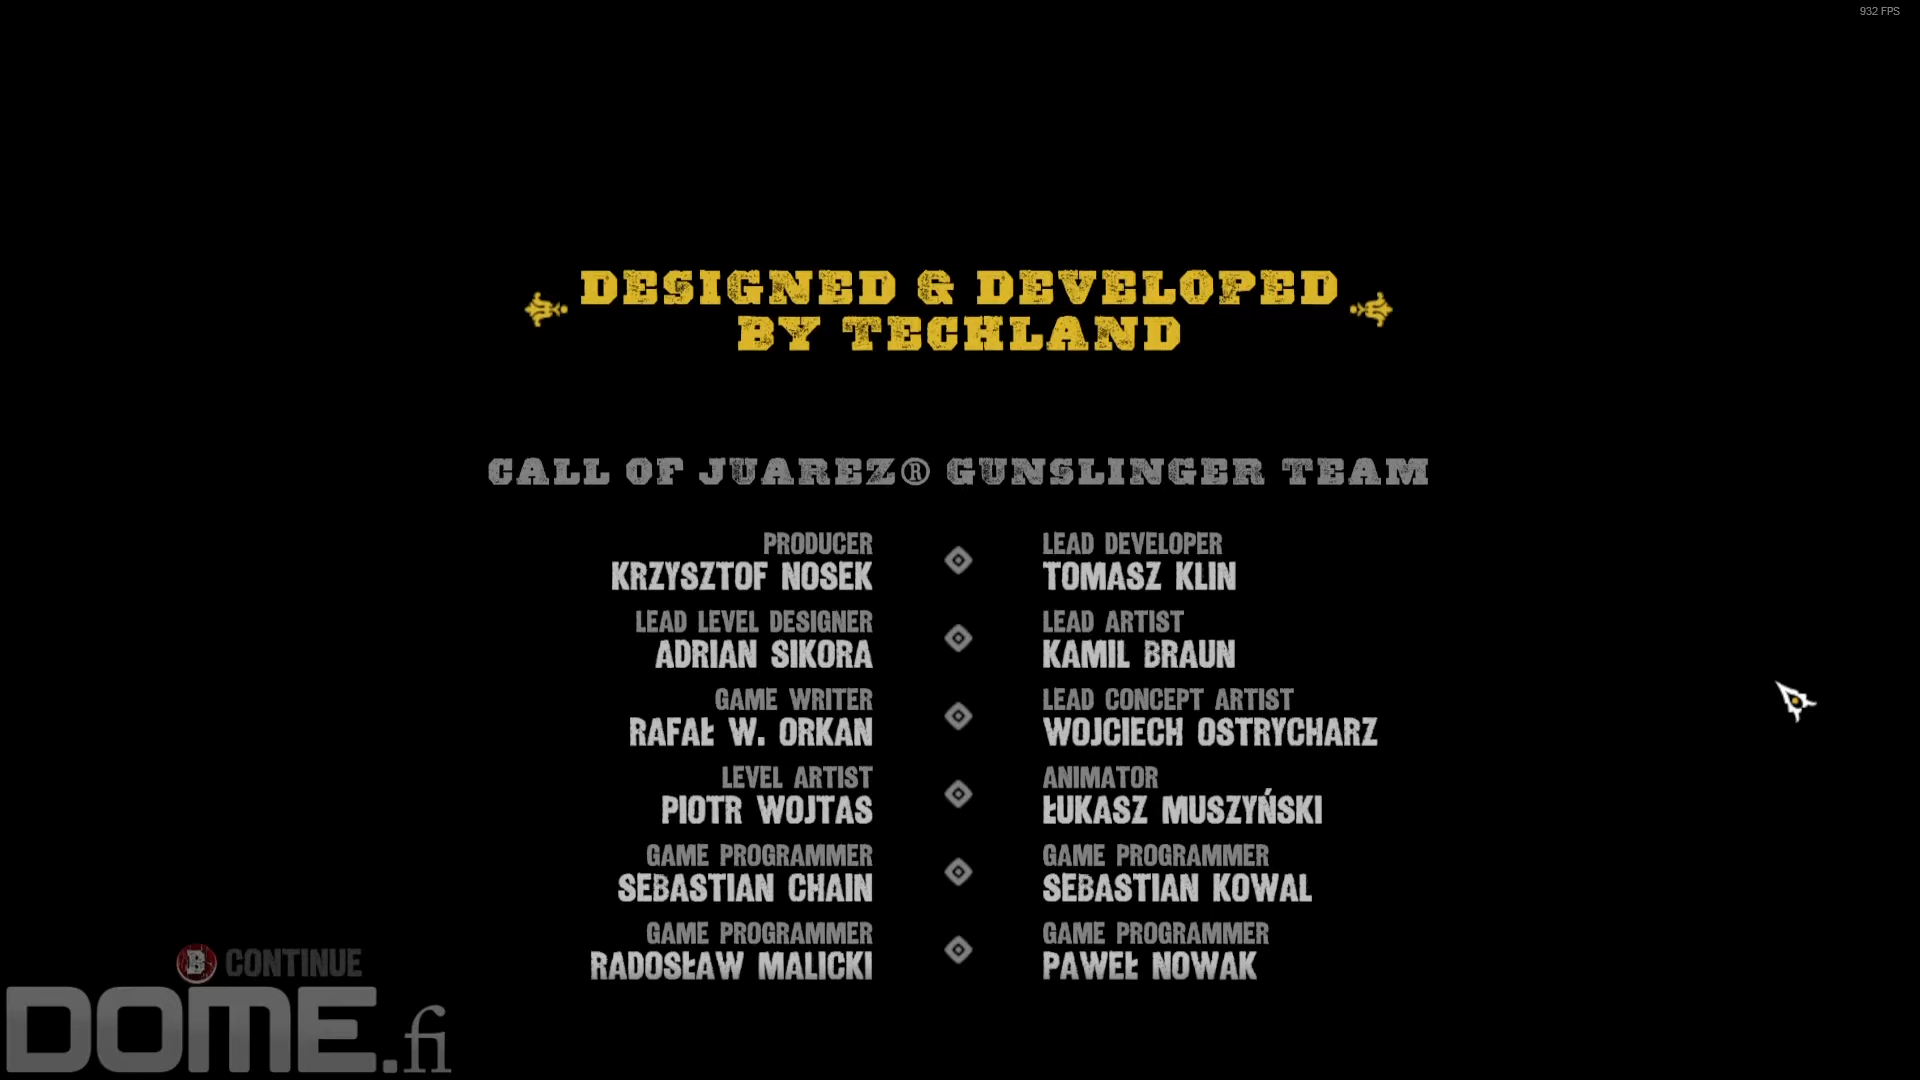 932 FPS
DESIGNED & DEVELOPED
BY TECHLAND
CALL OF JUAREZ® GUNSLINGER TEAM
PRODUCER
KRZYSZTOF NOSEK
LEAD DEVELOPER
TOMASZ KLIN
LEAD LEVEL DESIGNER
ADRIAN SIKORA
LEAD ARTIST
KAMIL BRAUN
GAME WRITER
RAFAŁ W. ORKAN
LEAD CONCEPT ARTIST
WOJCIECH OSTRYCHARZ
LEVEL ARTIST
PIOTR WOJTAS
ANIMATOR
ŁUKASZ MUSZYŃSKI
GAME PROGRAMMER
SEBASTIAN CHAIN
GAME PROGRAMMER
SEBASTIAN KOWAL
GAME PROGRAMMER
RADOSŁAW MALICKI
GAME PROGRAMMER
PAWEŁ NOWAK
B CONTINUE
DOME.fi